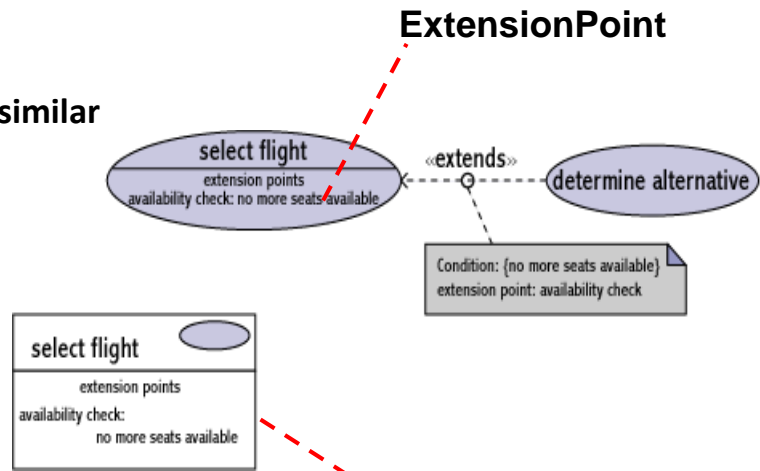 ExtensionPoint
similar
select flight
extension points
availability check: no more seats available
«extends»
determine alternative
Condition: {no more seats available}
extension point: availability check
select flight
extension points
availability check:
no more seats available